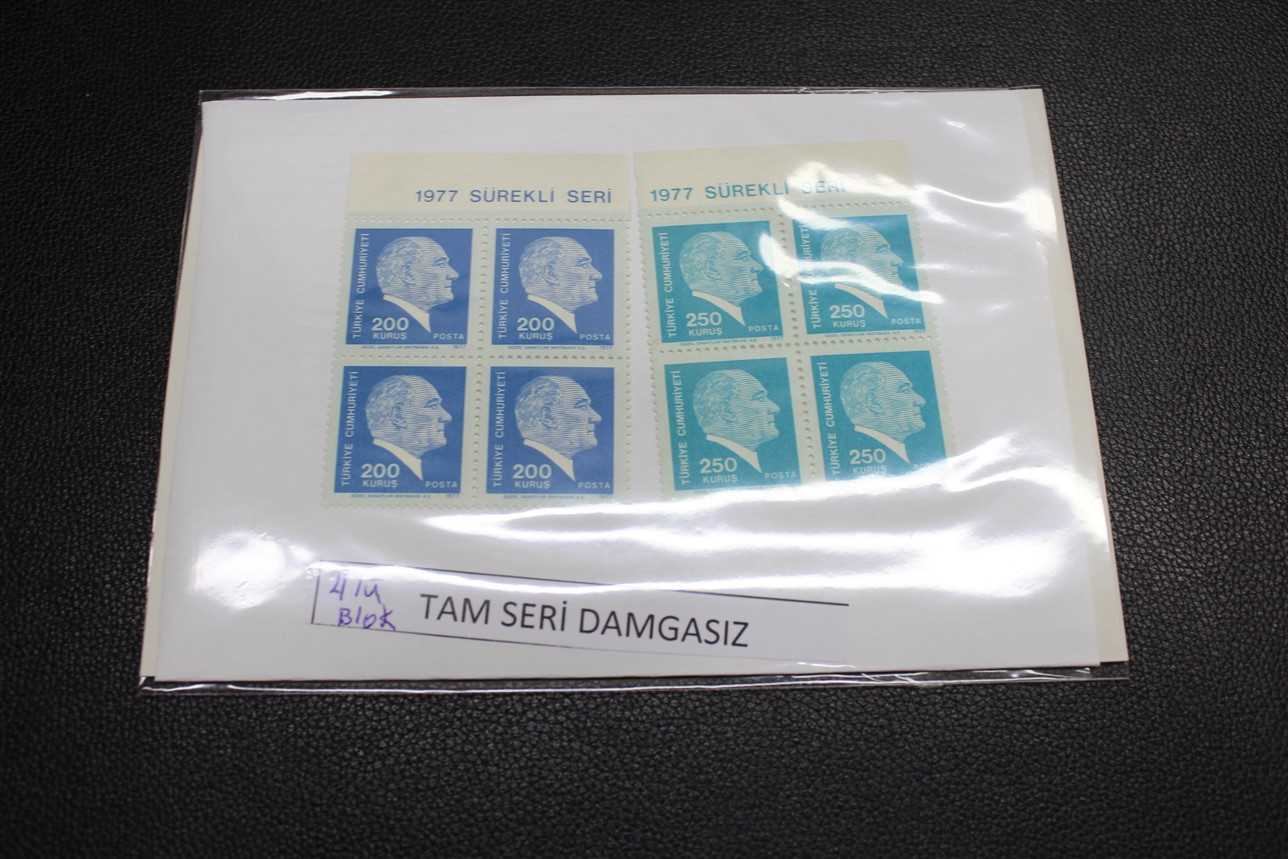 1977 SÜREKLİ SERİ
1977 SÜREKLİ SERİ
TÜRKİYE CUMHURİYETİ
200
KURUŞ
POSTA
TÜRKİYE CUMHURİYETİ
200
KURUŞ
POSTA
TÜRKİYE CUMHURİYETİ
250
KURUŞ
POSTA
TÜRKİYE CUMHURİYETİ
250
KURUŞ
POSTA
TÜRKİYE CUMHURİYETİ
200
KURUŞ
POSTA
TÜRKİYE CUMHURİYETİ
200
KURUŞ
POSTA
TÜRKİYE CUMHURİYETİ
250
KURUŞ
POSTA
TÜRKİYE CUMHURİYETİ
250
KURUŞ
4lü
Blok
TAM SERİ DAMGASIZ